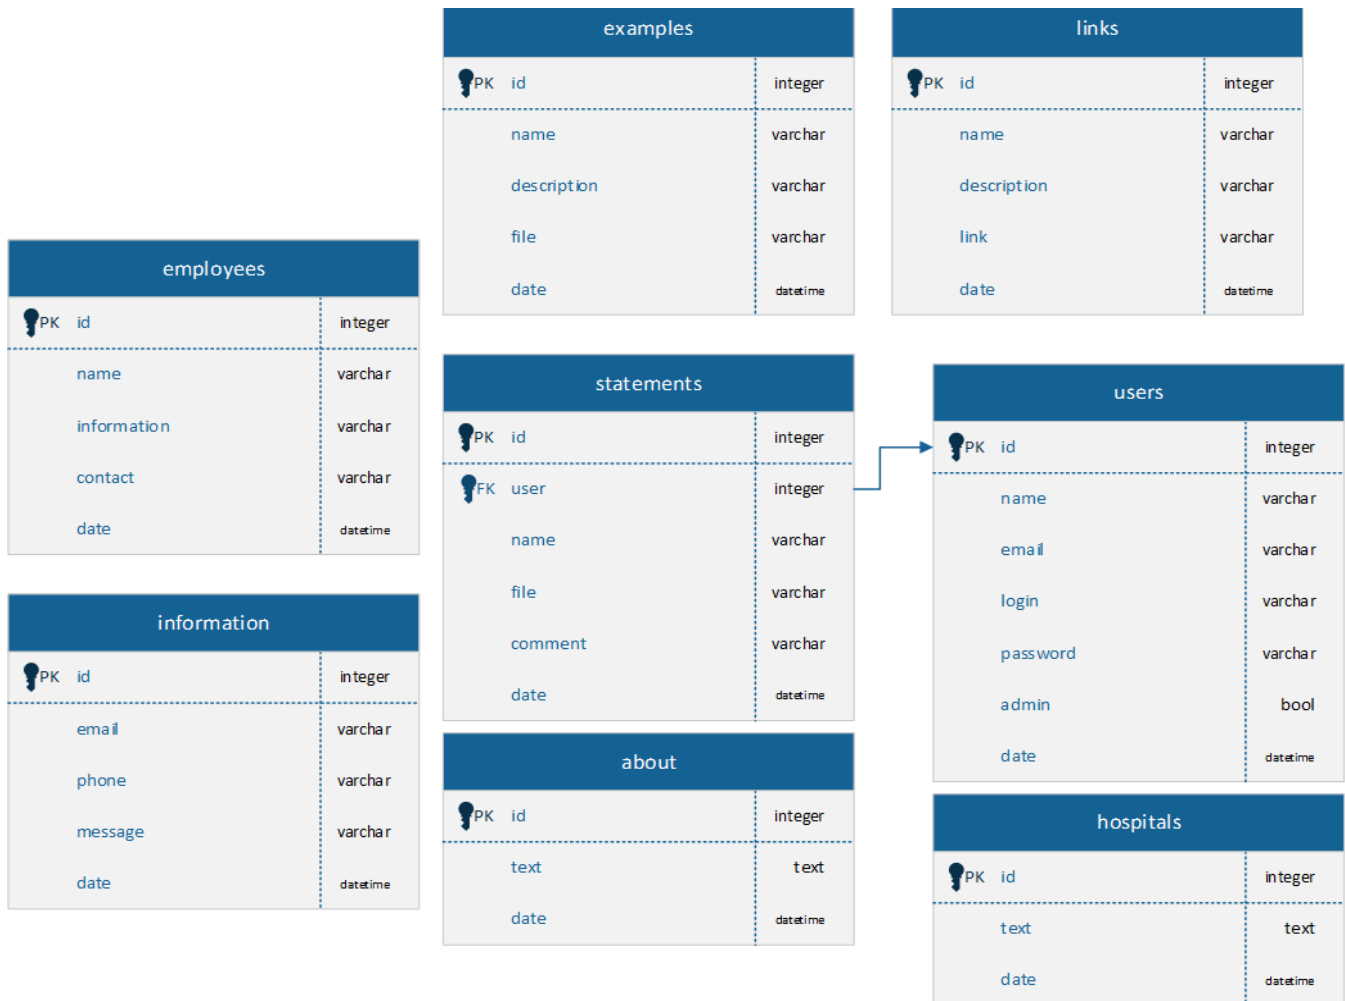 examples
PK id integer
name varchar
description varchar
file varchar
date datetime
links
PK id integer
name varchar
description varchar
link varchar
date datetime
employees
PK id integer
name varchar
information varchar
contact varchar
date datetime
statements
PK id integer
FK user integer
name varchar
file varchar
comment varchar
date datetime
users
PK id integer
name varchar
email varchar
login varchar
password varchar
admin bool
date datetime
information
PK id integer
email varchar
phone varchar
message varchar
date datetime
about
PK id integer
text text
date datetime
hospitals
PK id integer
text text
date datetime